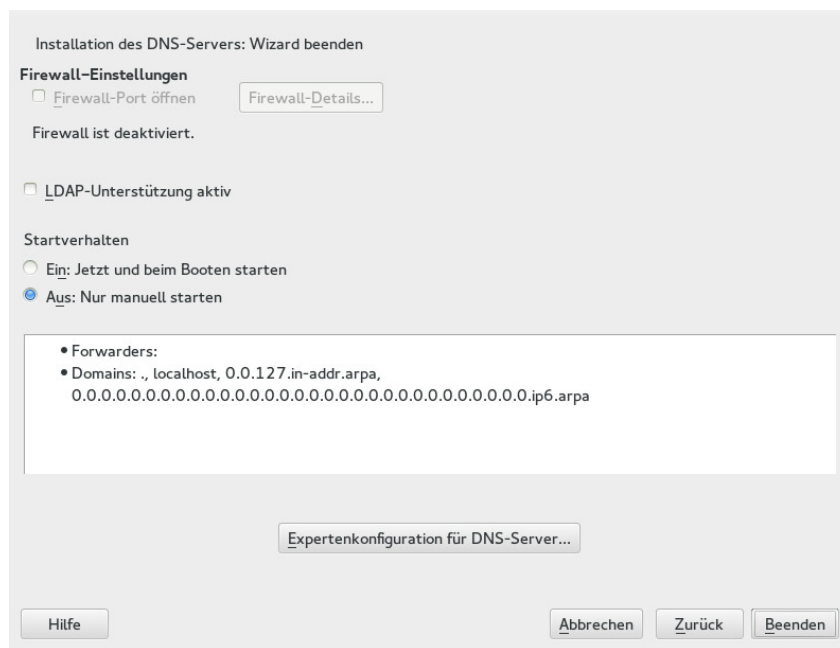 Installation des DNS-Servers: Wizard beenden
Firewall-Einstellungen
Firewall-Port öffnen
Firewall-Details...
Firewall ist deaktiviert.
LDAP-Unterstützung aktiv
Startverhalten
Ein: Jetzt und beim Booten starten
Aus: Nur manuell starten
• Forwarders:
• Domains: ., localhost, 0.0.127.in-addr.arpa,
0.0.0.0.0.0.0.0.0.0.0.0.0.0.0.0.0.0.0.0.0.0.0.0.0.0.0.0.0.0.0.ip6.arpa
Expertenkonfiguration für DNS-Server...
Hilfe
Abbrechen
Zurück
Beenden